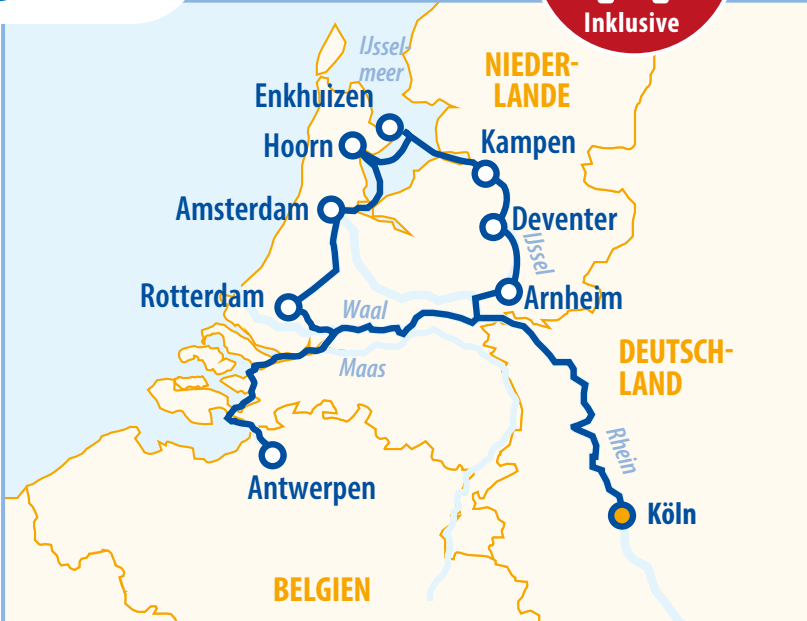 Inklusive
IJssel-
meer
NIEDER-
LANDE
Enkhuizen
Hoorn
Kampen
Amsterdam
Deventer
IJssel
Rotterdam
Waal
Arnheim
Maas
DEUTSCH-
LAND
Rhein
Antwerpen
Köln
BELGIEN